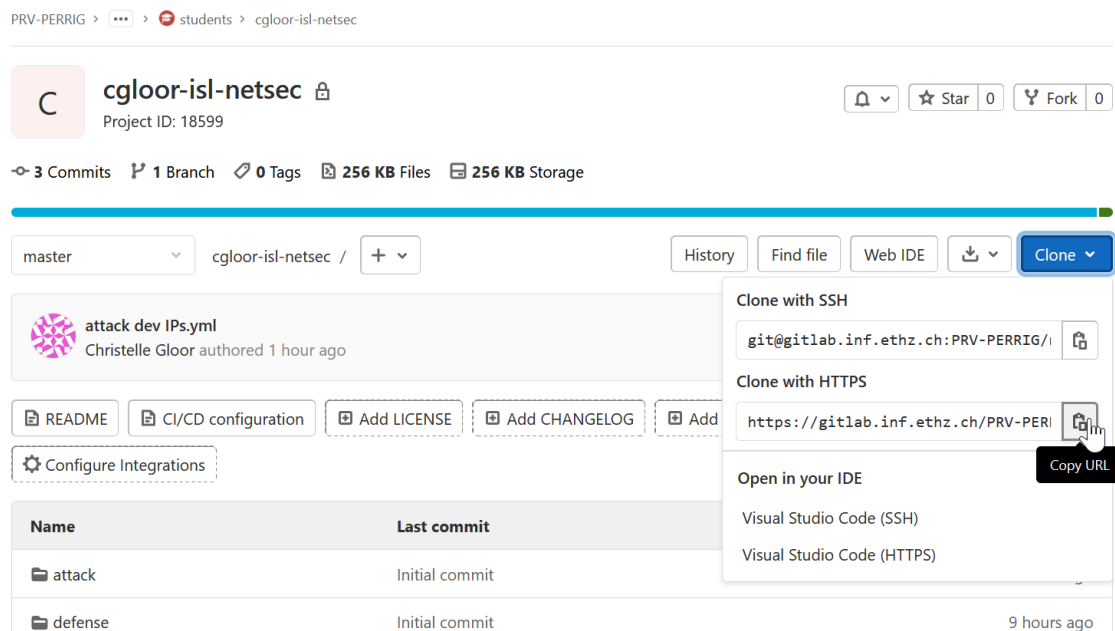 PRV-PERRIG > ... > students > cgloor-isl-netsec
C
cgloor-isl-netsec
Project ID: 18599
Star 0
Fork 0
3 Commits 1 Branch 0 Tags 256 KB Files 256 KB Storage
master
cgloor-isl-netsec /
History Find file Web IDE Clone
Clone with SSH
git@gitlab.inf.ethz.ch:PRV-PERRIG/
Clone with HTTPS
https://gitlab.inf.ethz.ch/PRV-PERI
Copy URL
Open in your IDE
Visual Studio Code (SSH)
Visual Studio Code (HTTPS)
attack dev IPs.yml
Christelle Gloor authored 1 hour ago
README CI/CD configuration Add LICENSE Add CHANGELOG Add
Configure Integrations
Name Last commit
attack Initial commit
defense Initial commit 9 hours ago